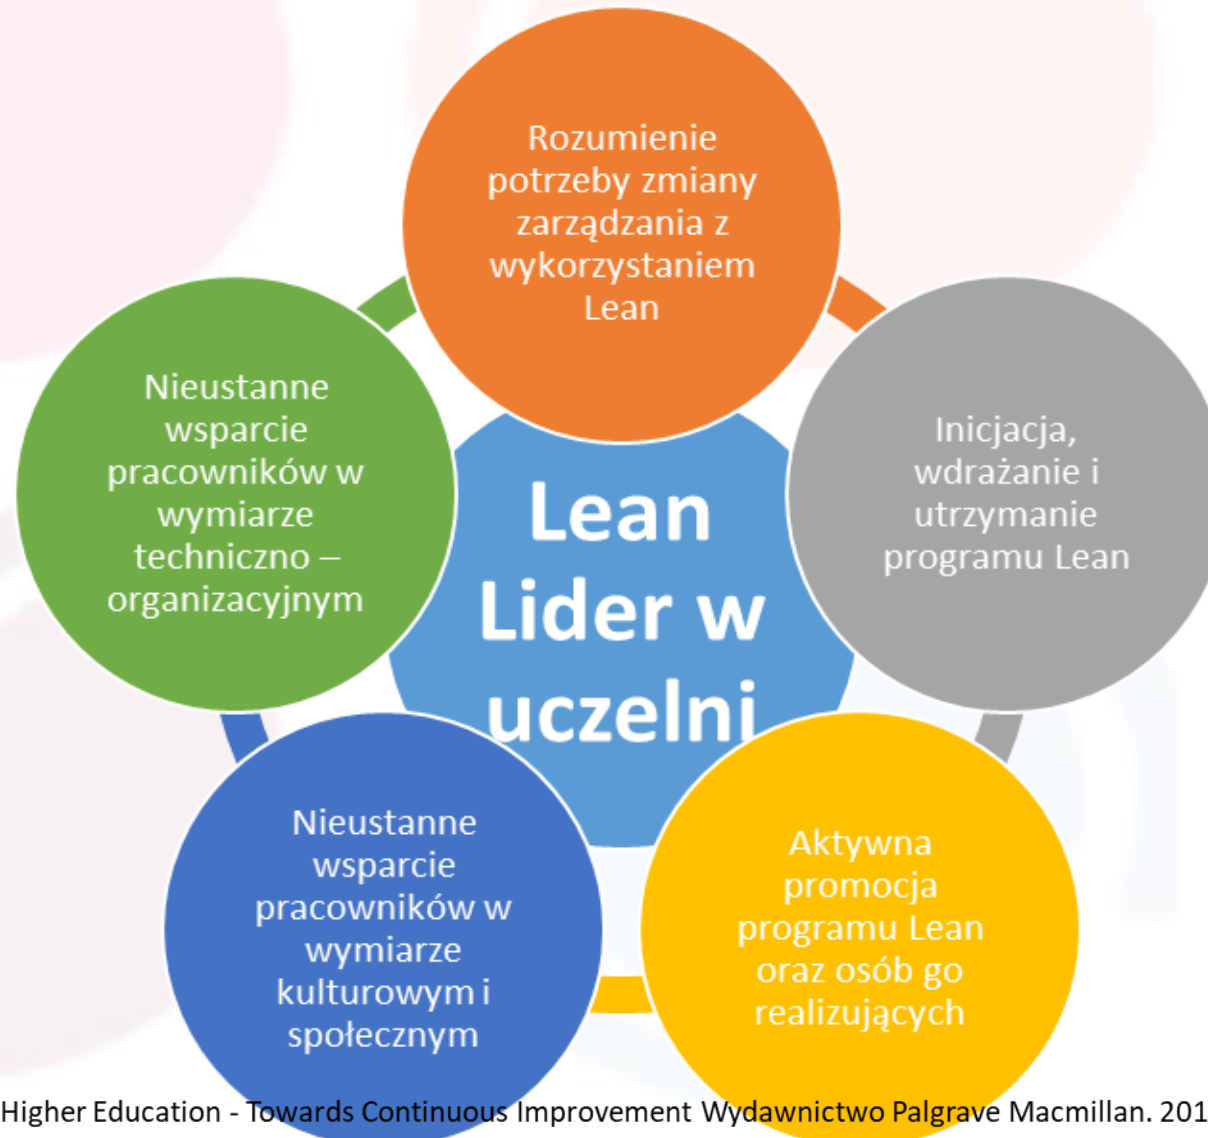 Rozumienie
potrzeby zmiany
zarządzania z
wykorzystaniem
Lean
Inicjacja,
wdrażanie i
utrzymanie
programu Lean
Aktywna
promocja
programu Lean
oraz osób go
realizujących
Nieustanne
wsparcie
pracowników w
wymiarze
kulturowym i
społecznym
Nieustanne
wsparcie
pracowników w
wymiarze
techniczno –
organizacyjnym
Lean
Lider w
uczelni
Higher Education - Towards Continuous Improvement Wydawnictwo Palgrave Macmillan. 201